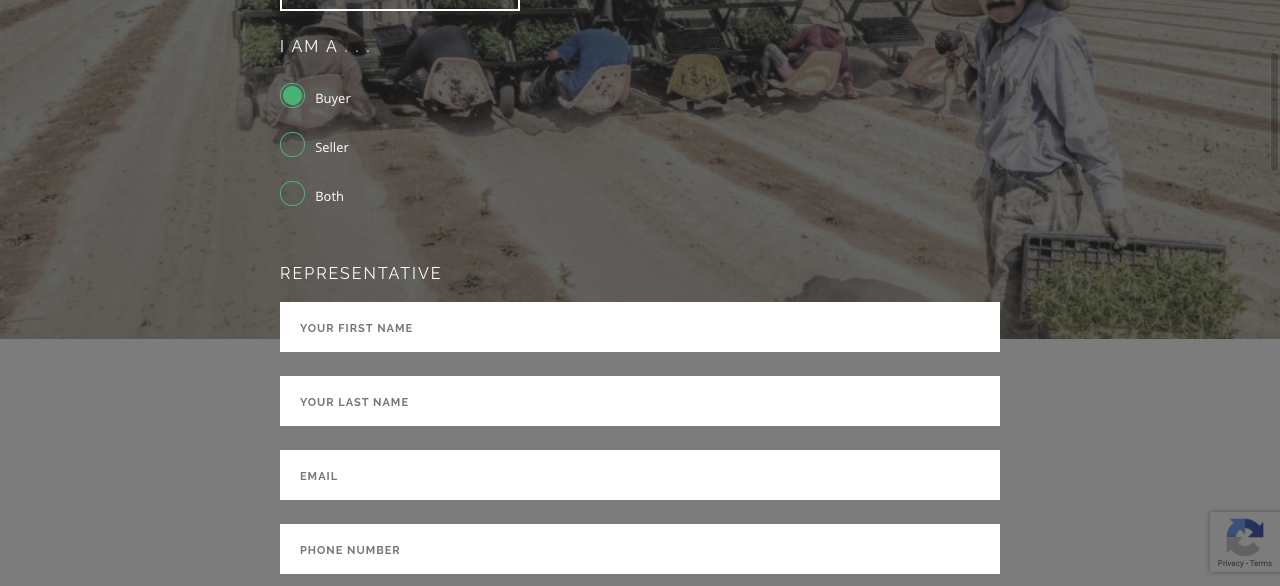 I AM A . . .
Buyer
Seller
Both
REPRESENTATIVE
YOUR FIRST NAME
YOUR LAST NAME
EMAIL
PHONE NUMBER
Privacy - Terms